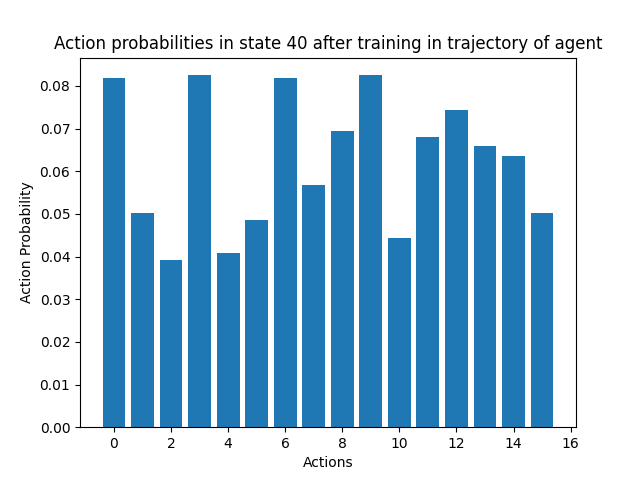 Action probabilities in state 40 after training in trajectory of agent
Action Probability
0.08
0.07
0.06
0.05
0.04
0.03
0.02
0.01
0.00
0 2 4 6 8 10 12 14 16
Actions